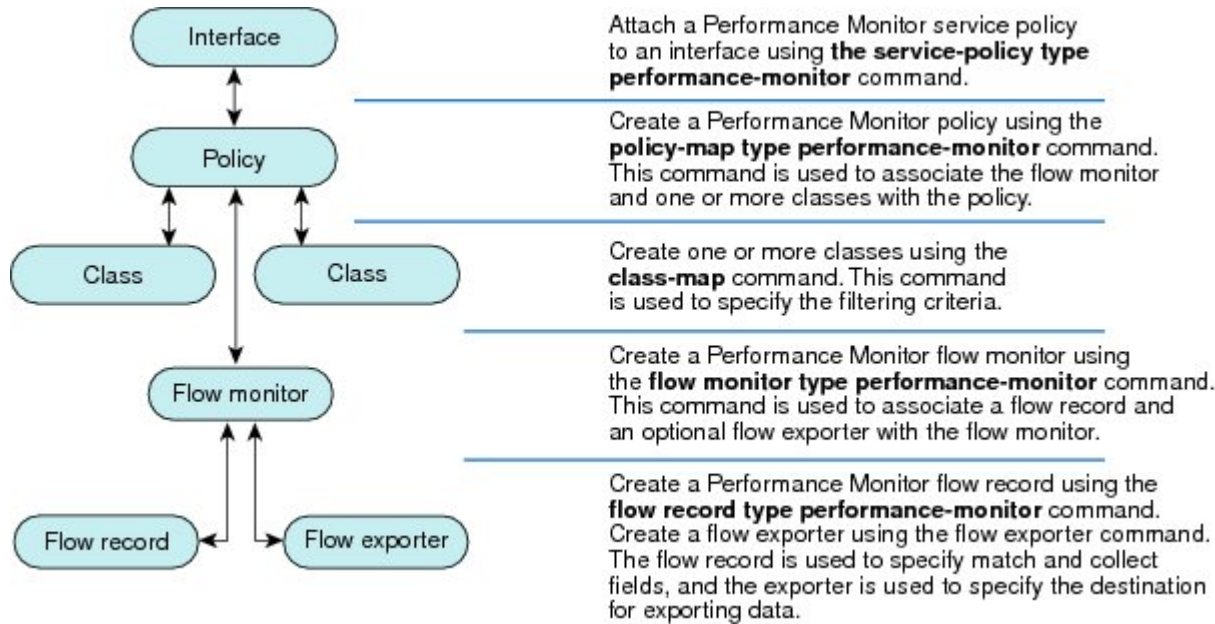 Interface
Attach a Performance Monitor service policy
to an interface using the service-policy type
performance-monitor command.
Policy
Create a Performance Monitor policy using the
policy-map type performance-monitor command.
This command is used to associate the flow monitor
and one or more classes with the policy.
Class
Class
Create one or more classes using the
class-map command. This command
is used to specify the filtering criteria.
Flow monitor
Create a Performance Monitor flow monitor using
the flow monitor type performance-monitor command.
This command is used to associate a flow record and
an optional flow exporter with the flow monitor.
Flow record
Flow exporter
Create a Performance Monitor flow record using the
flow record type performance-monitor command.
Create a flow exporter using the flow exporter command.
The flow record is used to specify match and collect
fields, and the exporter is used to specify the destination
for exporting data.